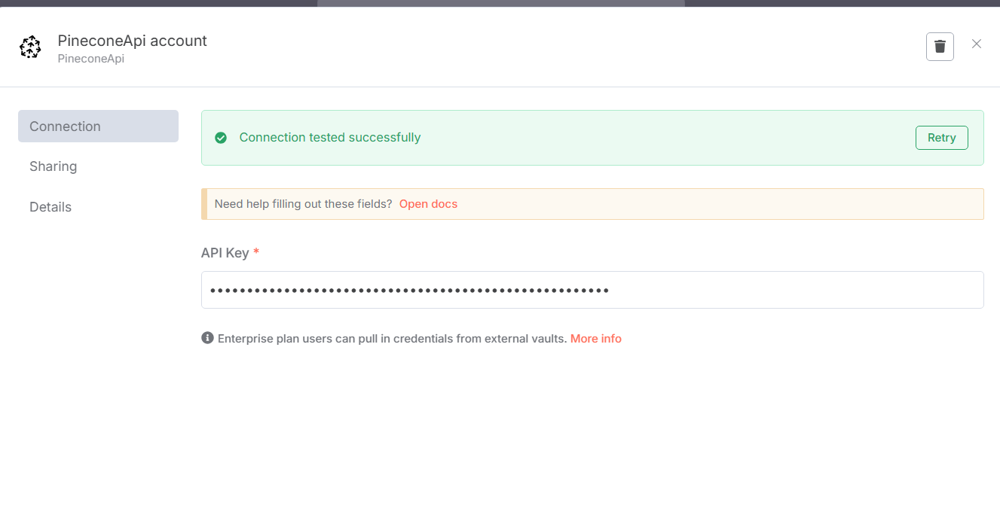 PineconeApi account
PineconeApi
Connection
Sharing
Details
Connection tested successfully
Retry
Need help filling out these fields? Open docs
API Key *
••••••••••••••••••••••••••••••••••••••••••••••••••••••
Enterprise plan users can pull in credentials from external vaults. More info